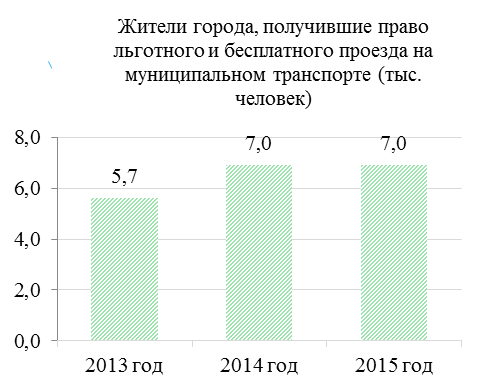 Жители города, получившие право
льготного и бесплатного проезда на
муниципальном транспорте (тыс.
человек)
8,0
7,0
7,0
5,7
6,0
4,0
2,0
0,0
2013 год
2014 год
2015 год